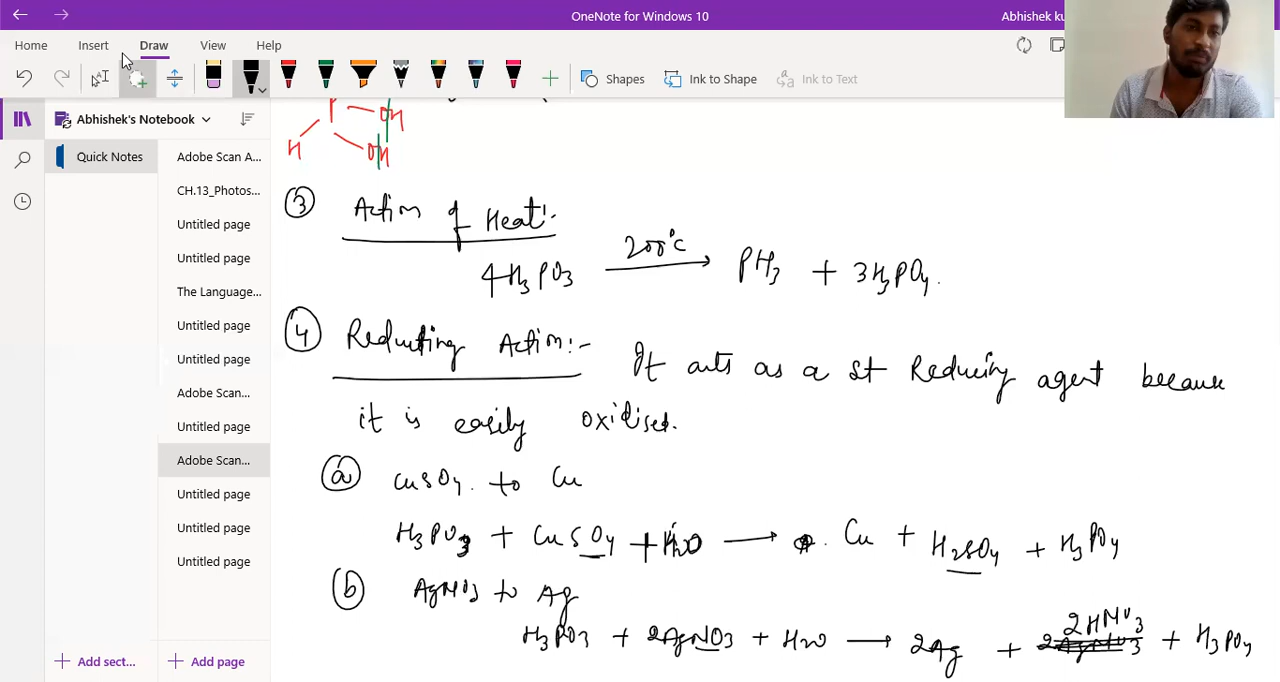 OneNote for Windows 10
Abhishek ku
Home Insert Draw View Help
Shapes Ink to Shape Ink to Text
Abhishek's Notebook
Quick Notes
Adobe Scan A...
CH.13_Photos...
Untitled page
Untitled page
The Language...
Untitled page
Untitled page
Adobe Scan...
Untitled page
Adobe Scan...
Untitled page
Untitled page
Untitled page
Add sect...
Add page
P OH
H OH
③ Action of Heat:-
200°C
4H3PO3 → PH3 + 3H3PO4.
④ Reducting Action:- It acts as a st Reducing agent because
it is easily oxidised.
ⓐ CuSO4. to Cu
H3PO3 + CuSO4 + H2O → Cu + H2SO4 + H3PO4
ⓑ AgNO3 to Ag
H3PO3 + 2AgNO3 + H2O → 2Ag + 2HNO3 + H3PO4